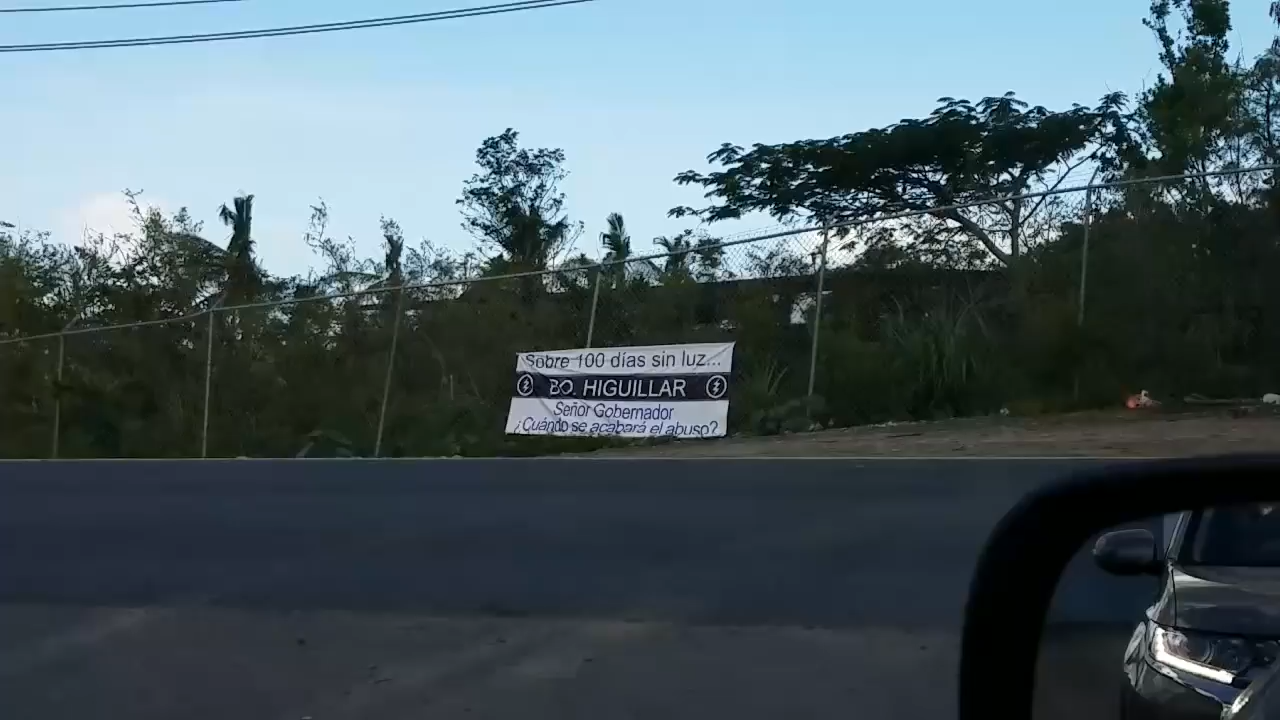 Sobre 100 días sin luz...
BO. HIGUILLAR
Señor Gobernador
¿Cuándo se acabará el abuso?